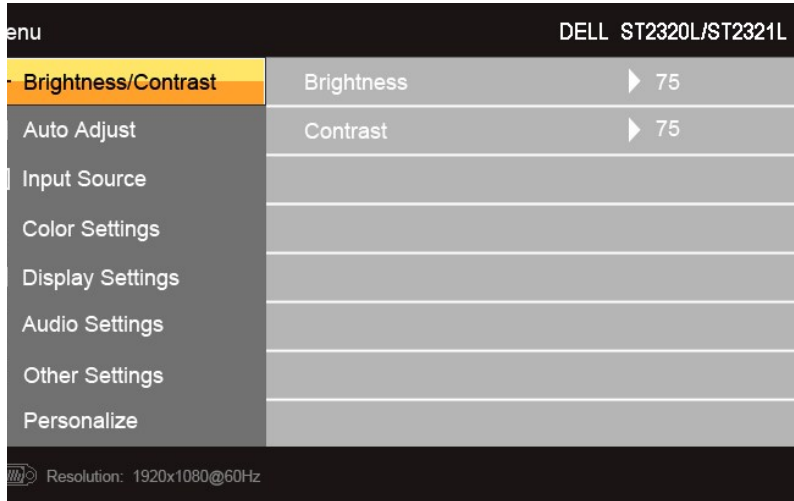 enu
DELL ST2320L/ST2321L
Brightness/Contrast
Brightness
75
Auto Adjust
Contrast
75
Input Source
Color Settings
Display Settings
Audio Settings
Other Settings
Personalize
Resolution: 1920x1080@60Hz